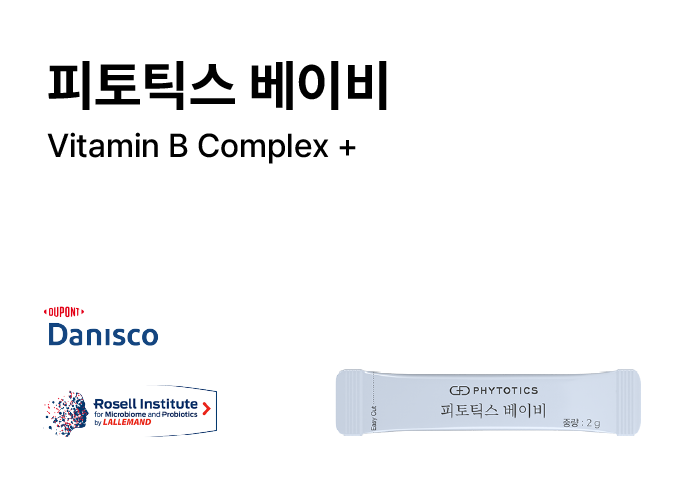 피토틱스 베이비
Vitamin B Complex +
DUPONT
Danisco
Rosell Institute
for Microbiome and Probiotics
by LALLEMAND
Easy Cut
PHYTOTICS
피토틱스 베이비
중량 : 2 g